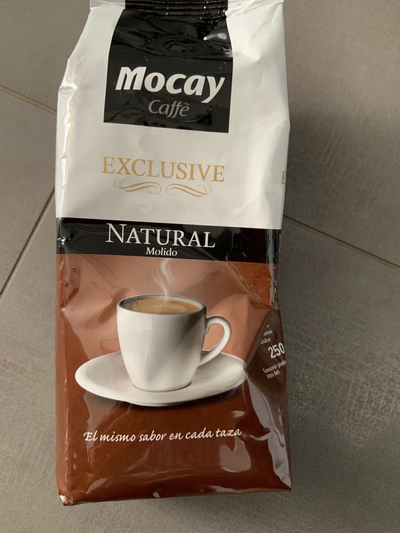 Mocay
Caffè
EXCLUSIVE
NATURAL
Molido
250
El mismo sabor en cada taza